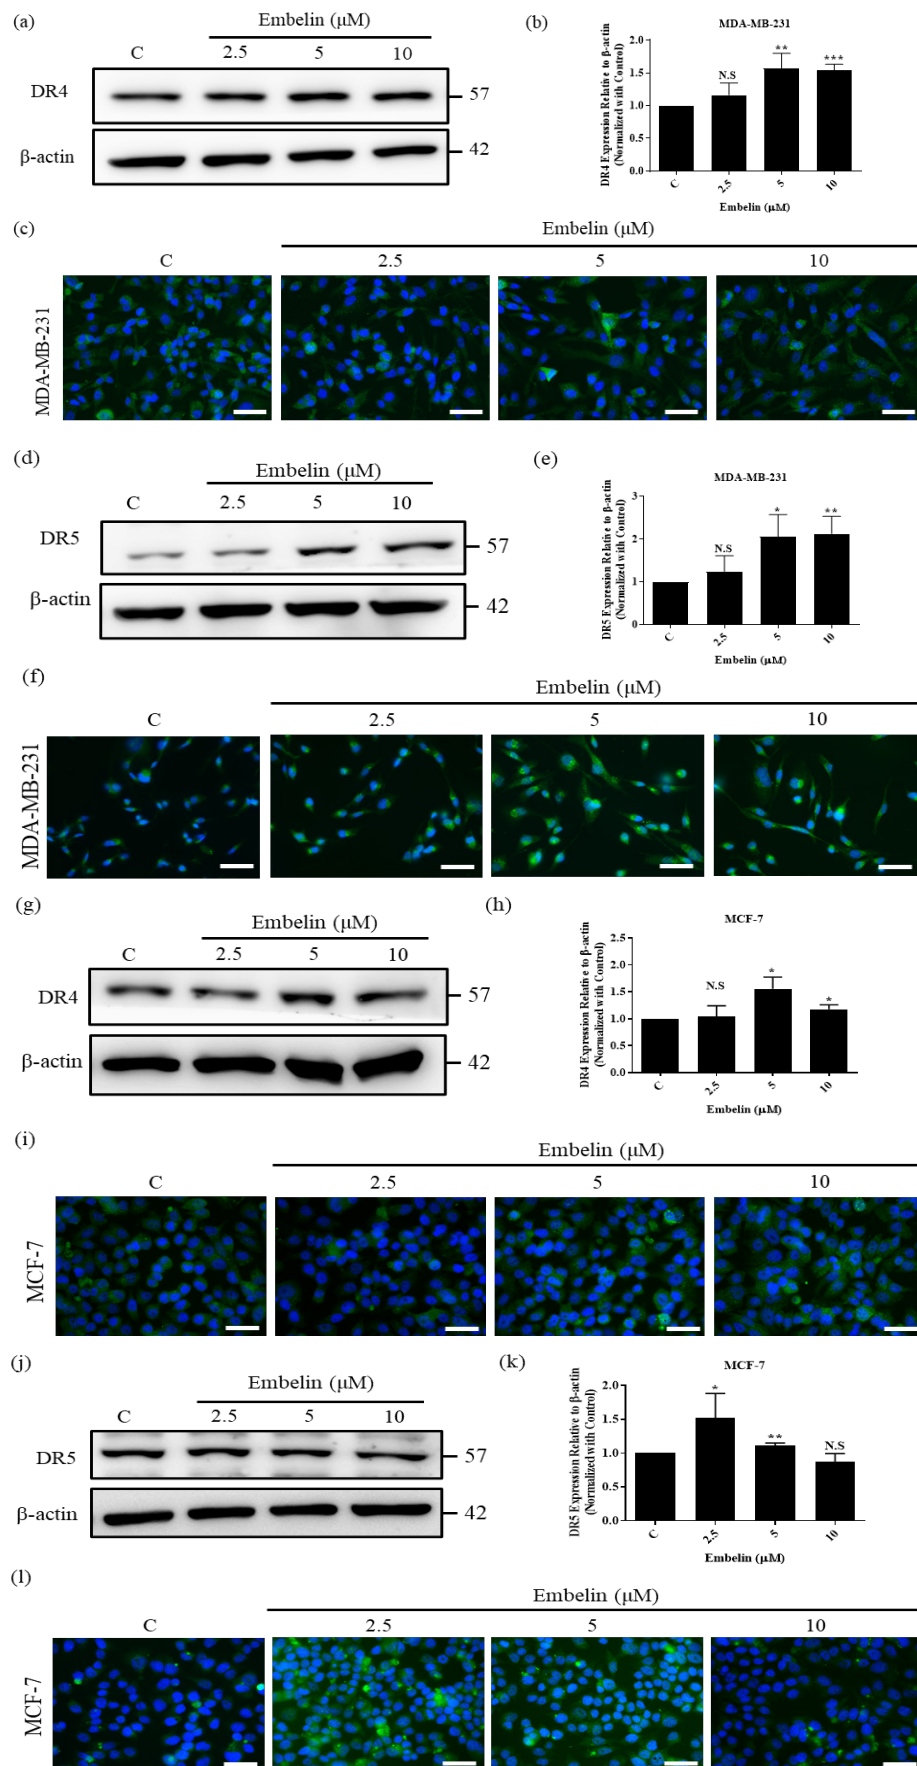 (a)
Embelin (μM)
C 2.5 5 10
DR4
57
β-actin
42
(b)
MDA-MB-231
DR4 Expression Relative to β-actin
(Normalized with Control)
2.0
1.5
1.0
0.5
0.0
N.S
**
***
C 2.5 5 10
Embelin (μM)
(c)
Embelin (μM)
C 2.5 5 10
MDA-MB-231
(d)
Embelin (μM)
C 2.5 5 10
DR5
57
β-actin
42
(e)
MDA-MB-231
DR5 Expression Relative to β-actin
(Normalized with Control)
3
2
1
0
N.S
*
**
C 2.5 5 10
Embelin (μM)
(f)
Embelin (μM)
C 2.5 5 10
MDA-MB-231
(g)
Embelin (μM)
C 2.5 5 10
DR4
57
β-actin
42
(h)
MCF-7
DR4 Expression Relative to β-actin
(Normalized with Control)
2.5
2.0
1.5
1.0
0.5
0.0
N.S
*
*
C 2.5 5 10
Embelin (μM)
(i)
Embelin (μM)
C 2.5 5 10
MCF-7
(j)
Embelin (μM)
C 2.5 5 10
DR5
57
β-actin
42
(k)
MCF-7
DR5 Expression Relative to β-actin
(Normalized with Control)
2.0
1.5
1.0
0.5
0.0
*
**
N.S
C 2.5 5 10
Embelin (μM)
(l)
Embelin (μM)
C 2.5 5 10
MCF-7